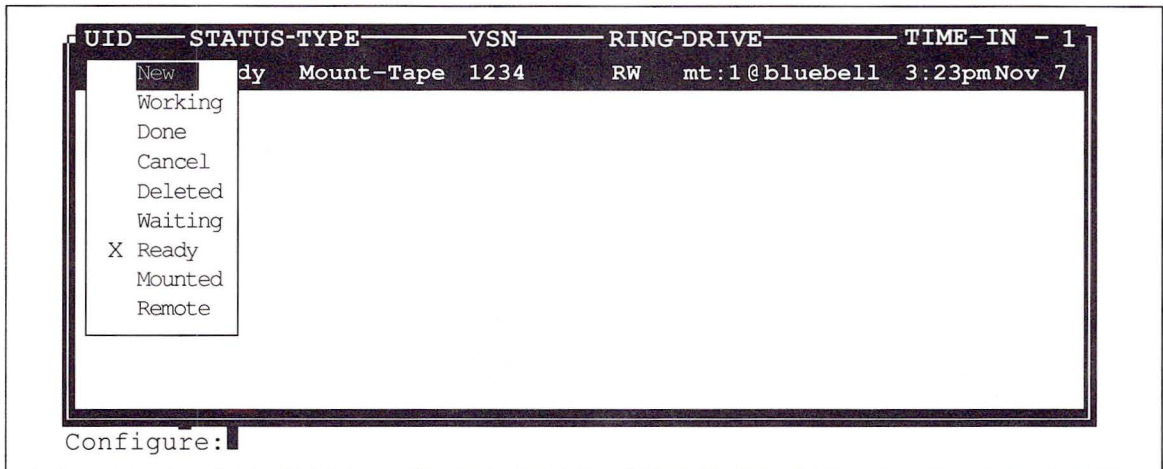 UID STATUS-TYPE VSN RING-DRIVE TIME-IN - 1
New dy Mount-Tape 1234 RW mt:1@bluebell 3:23pm Nov 7
Working
Done
Cancel
Deleted
Waiting
X Ready
Mounted
Remote
Configure: